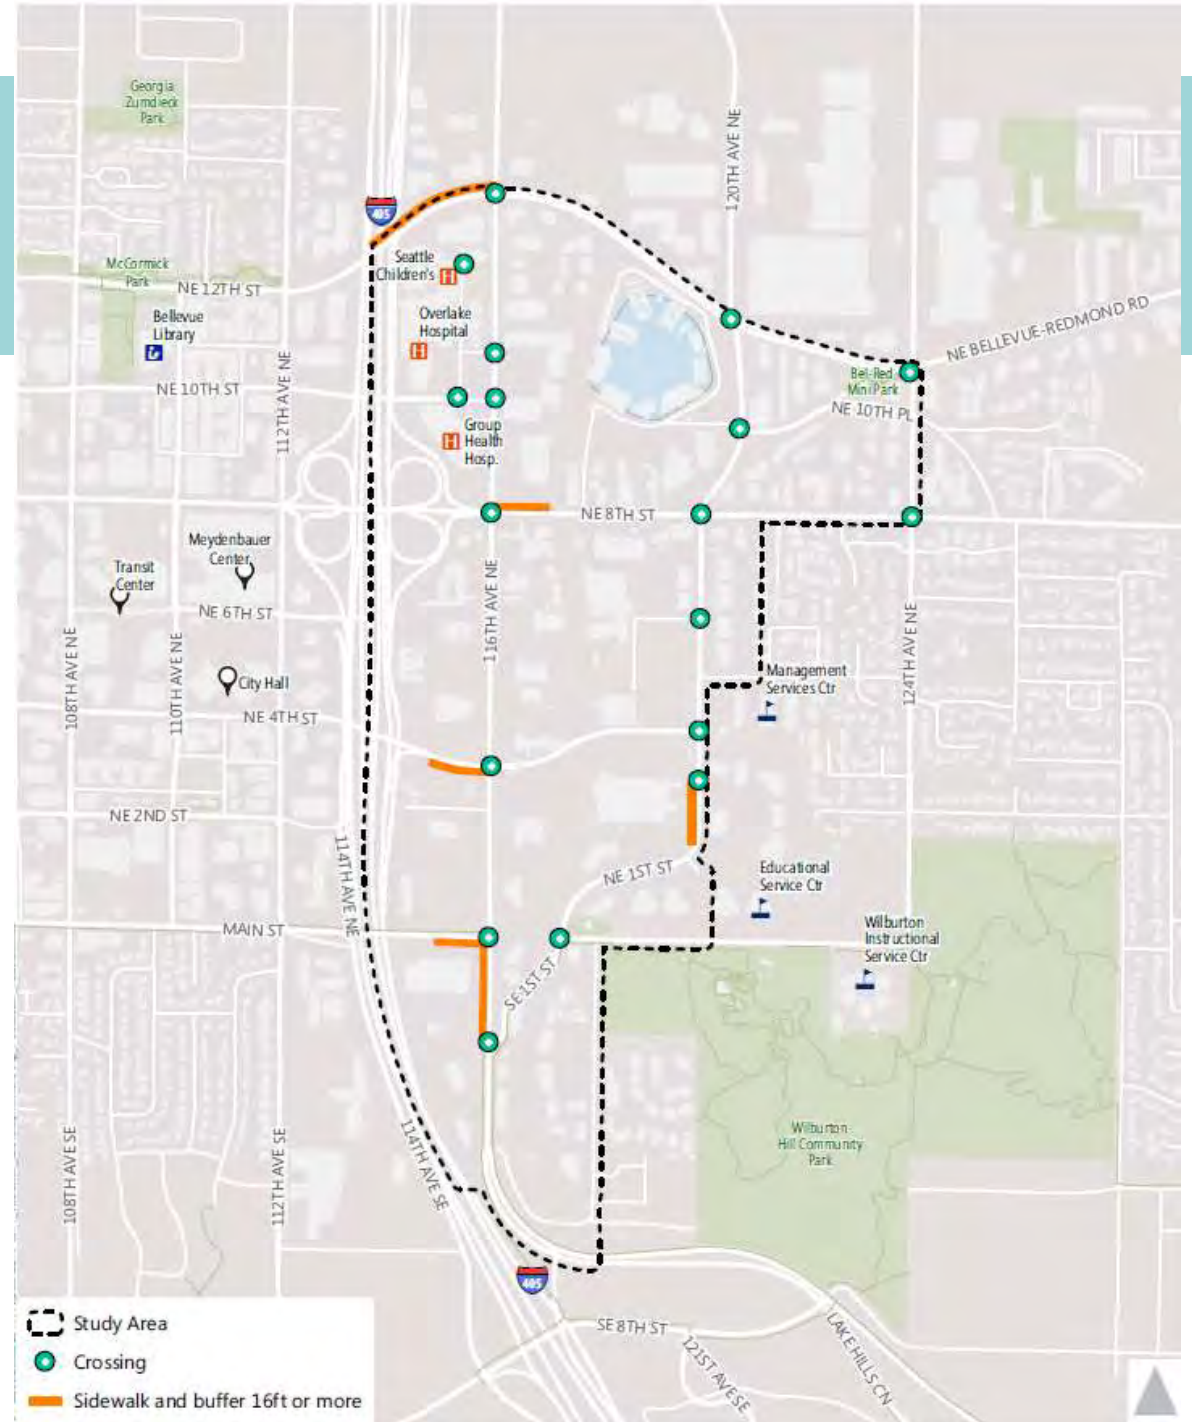 Georgia
Zumdieck
Park
120TH AVE NE
405
McCormick
Park
NE 12TH ST
Seattle
Children's
H
Bellevue
Library
Overlake
Hospital
H
NE BELLEVUE-REDMOND RD
112TH AVE NE
NE 10TH ST
Bel-Red
Mini Park
NE 10TH PL
Group
Health
Hosp.
H
NE 8TH ST
Meydenbauer
Center
Transit
Center
NE 6TH ST
116TH AVE NE
108TH AVE NE
110TH AVE NE
124TH AVE NE
City Hall
Management
Services Ctr
NE 4TH ST
NE 2ND ST
114TH AVE NE
NE 1ST ST
Educational
Service Ctr
MAIN ST
Wilburton
Instructional
Service Ctr
SE 1ST ST
108TH AVE SE
112TH AVE SE
114TH AVE SE
Wilburton
Hill Community
Park
405
SE 8TH ST
121ST AVE SE
LAKE HILLS CN
Study Area
Crossing
Sidewalk and buffer 16ft or more